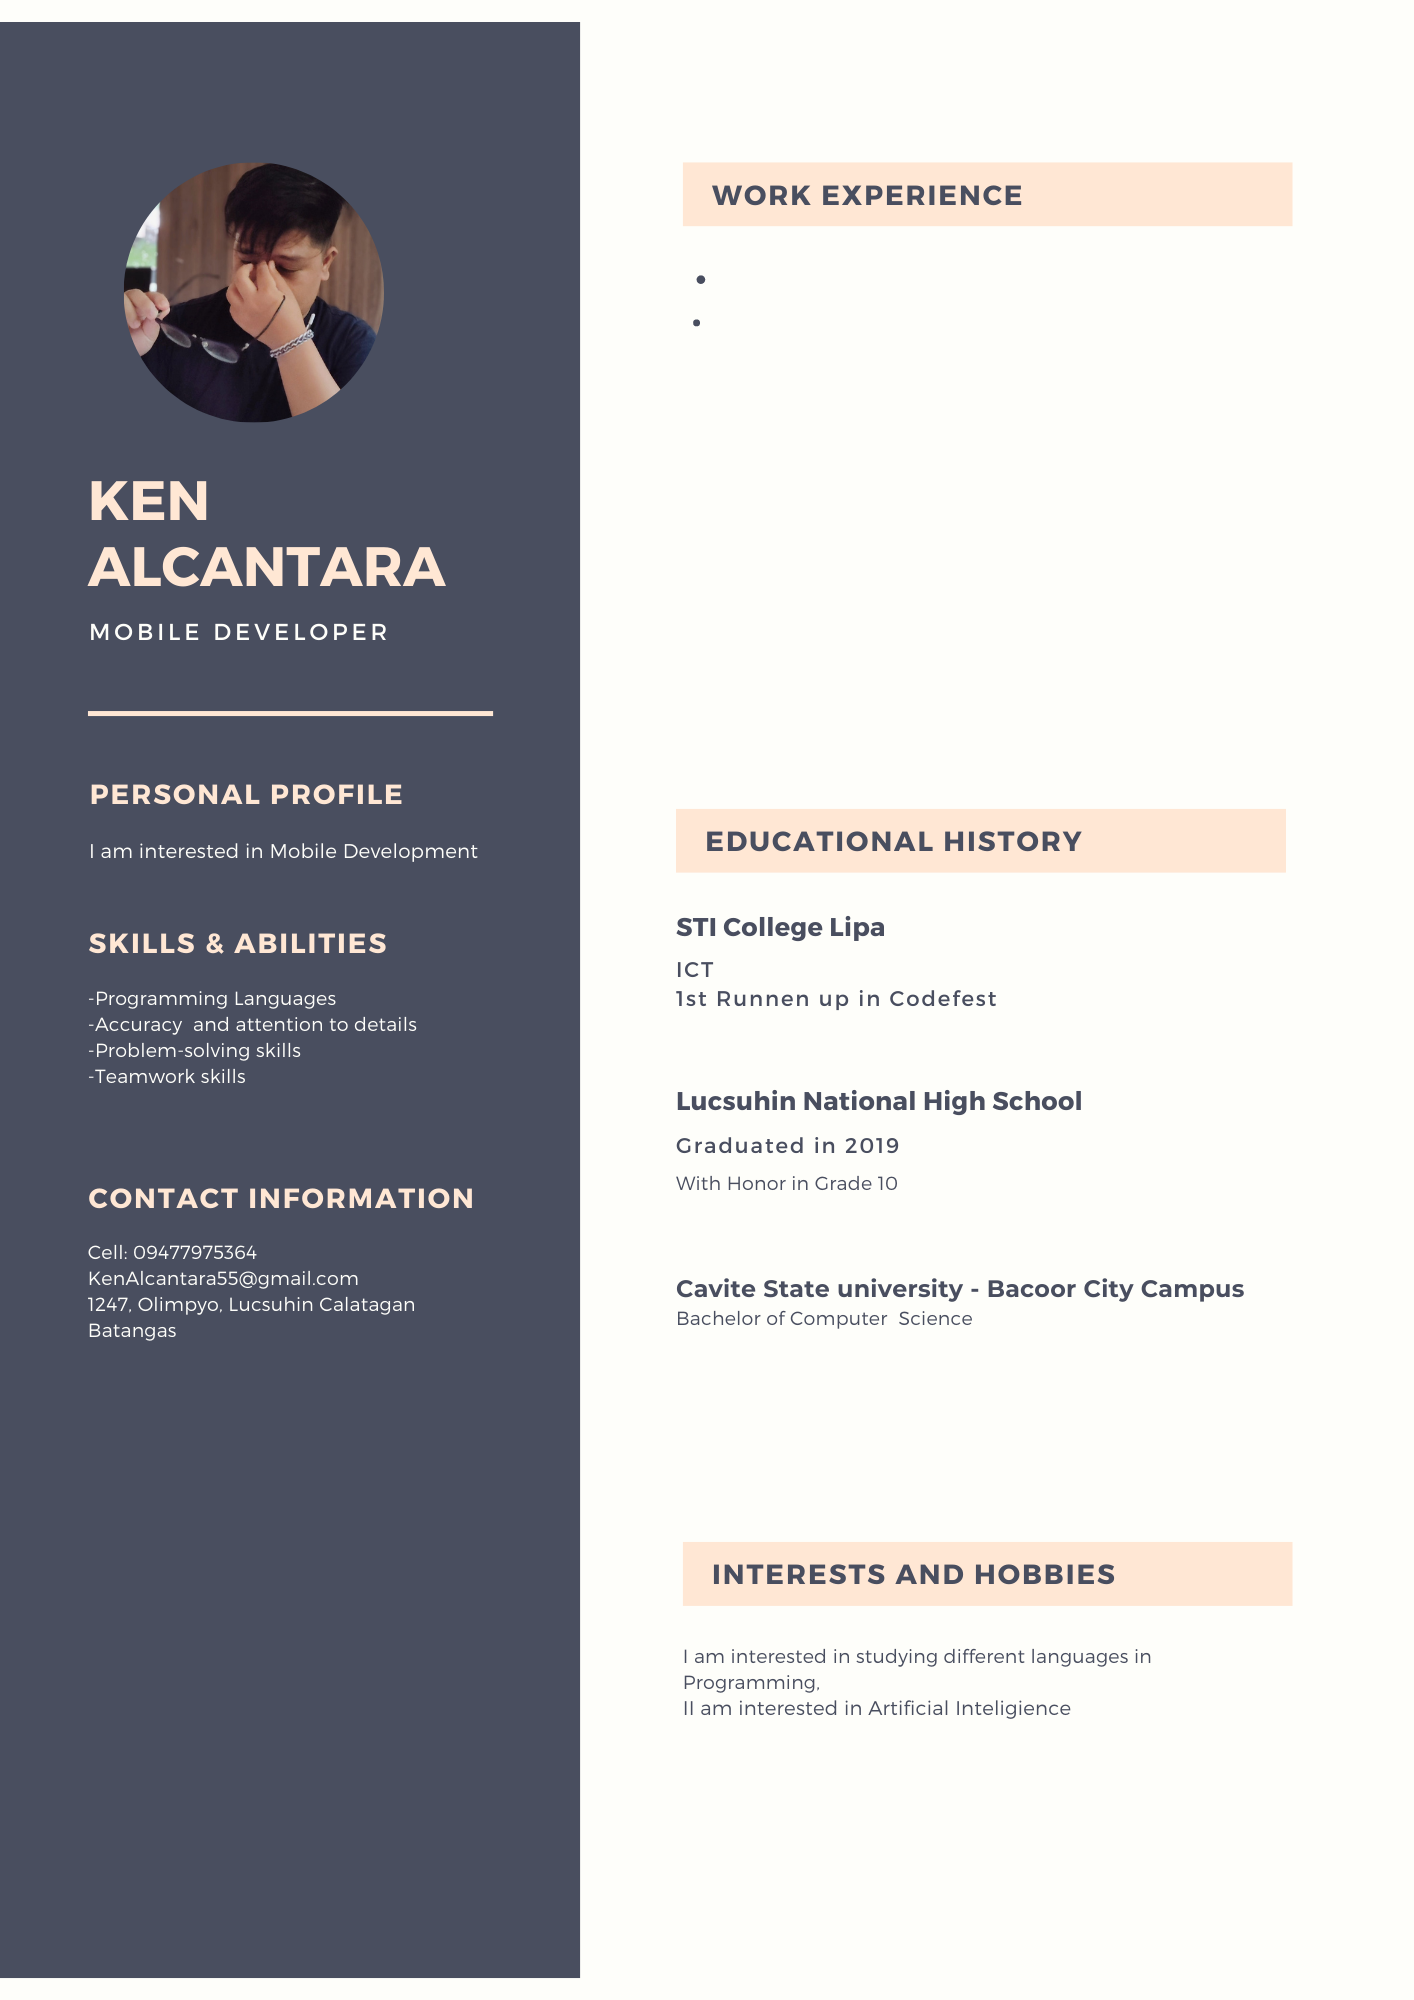 KEN
ALCANTARA
MOBILE DEVELOPER
PERSONAL PROFILE
I am interested in Mobile Development
SKILLS & ABILITIES
-Programming Languages
-Accuracy  and attention to details
-Problem-solving skills
-Teamwork skills
CONTACT INFORMATION
Cell: 09477975364
KenAlcantara55@gmail.com
1247, Olimpyo, Lucsuhin Calatagan
Batangas
WORK EXPERIENCE
•
•
EDUCATIONAL HISTORY
STI College Lipa
ICT
1st Runnen up in Codefest
Lucsuhin National High School
Graduated in 2019
With Honor in Grade 10
Cavite State university - Bacoor City Campus
Bachelor of Computer  Science
INTERESTS AND HOBBIES
I am interested in studying different languages in
Programming,
II am interested in Artificial Inteligience